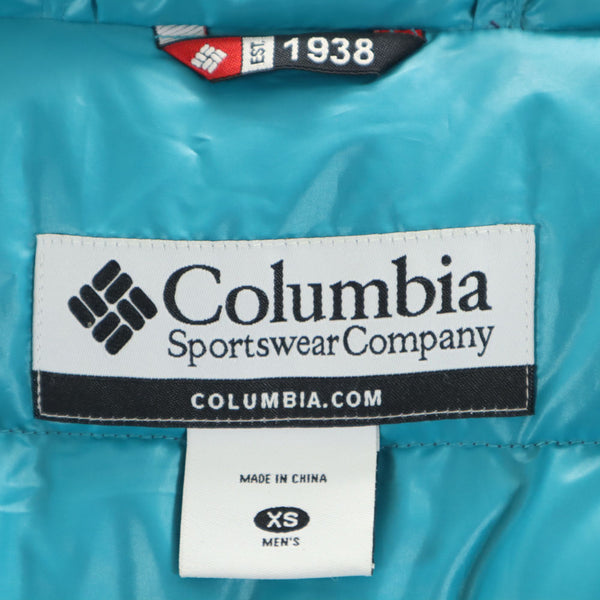 EST. 1938
Columbia
Sportswear Company
COLUMBIA.COM
MADE IN CHINA
XS
MEN'S